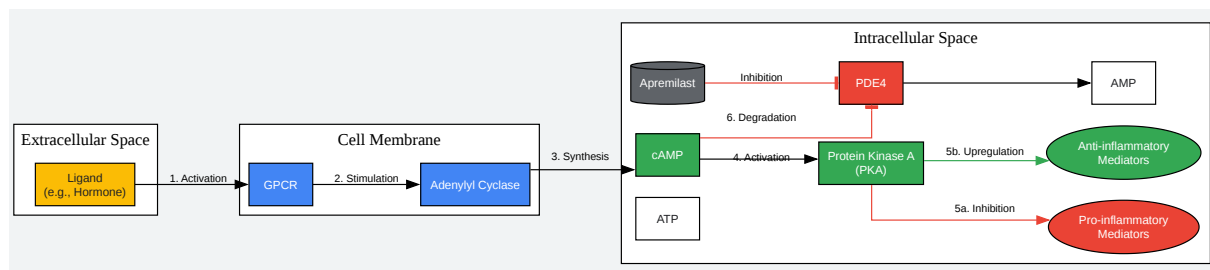 Intracellular Space
Apremilast
Inhibition
PDE4
AMP
Extracellular Space
Ligand
(e.g., Hormone)
1. Activation
Cell Membrane
GPCR
2. Stimulation
Adenylyl Cyclase
3. Synthesis
6. Degradation
cAMP
4. Activation
Protein Kinase A
(PKA)
5b. Upregulation
Anti-inflammatory
Mediators
ATP
5a. Inhibition
Pro-inflammatory
Mediators